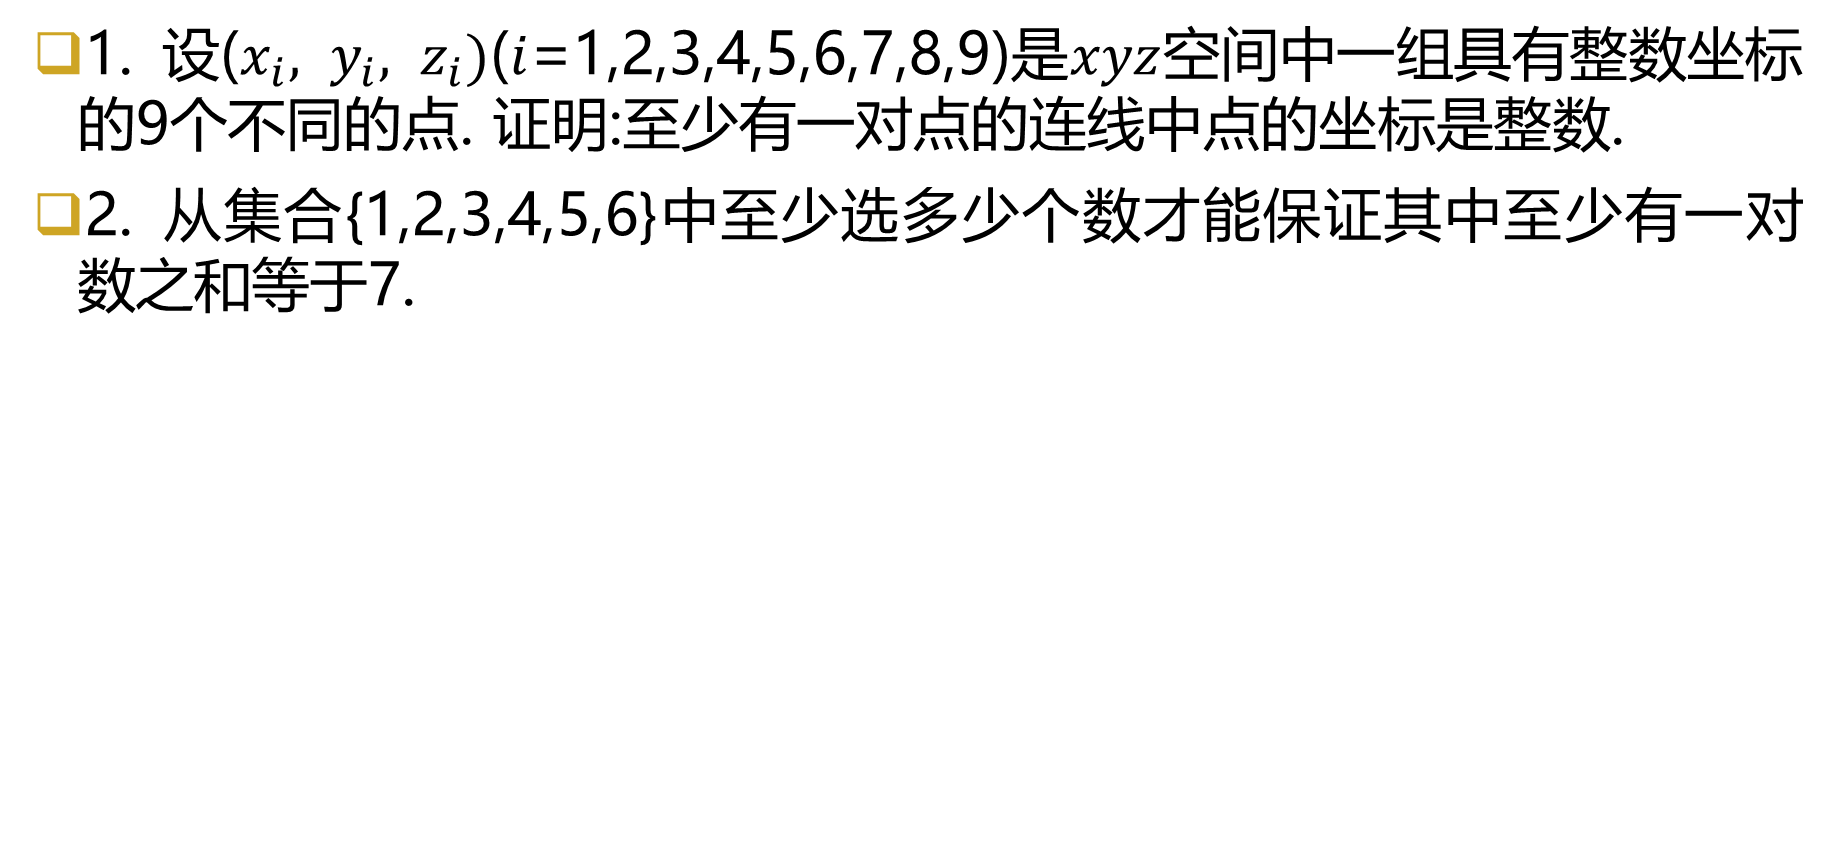 ❑1. 设(xᵢ, yᵢ, zᵢ)(i=1,2,3,4,5,6,7,8,9)是xyz空间中一组具有整数坐标
的9个不同的点. 证明:至少有一对点的连线中点的坐标是整数.
❑2. 从集合{1,2,3,4,5,6}中至少选多少个数才能保证其中至少有一对
数之和等于7.